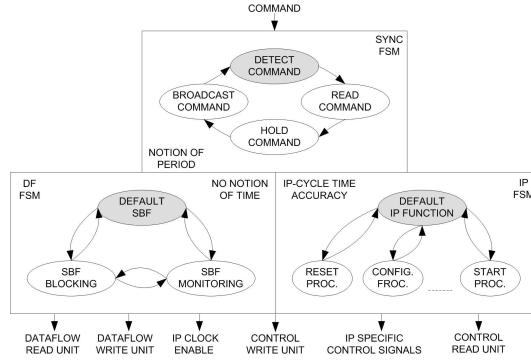 COMMAND
SYNC
FSM
DETECT
COMMAND
BROADCAST
COMMAND
READ
COMMAND
HOLD
COMMAND
NOTION OF
PERIOD
DF
FSM
NO NOTION
OF TIME
DEFAULT
SBF
SBF
BLOCKING
SBF
MONITORING
IP-CYCLE TIME
ACCURACY
IP
FSM
DEFAULT
IP FUNCTION
RESET
PROC.
CONFIG.
FROC.
START
PROC.
DATAFLOW
READ UNIT
DATAFLOW
WRITE UNIT
IP CLOCK
ENABLE
CONTROL
WRITE UNIT
IP SPECIFIC
CONTROL SIGNALS
CONTROL
READ UNIT